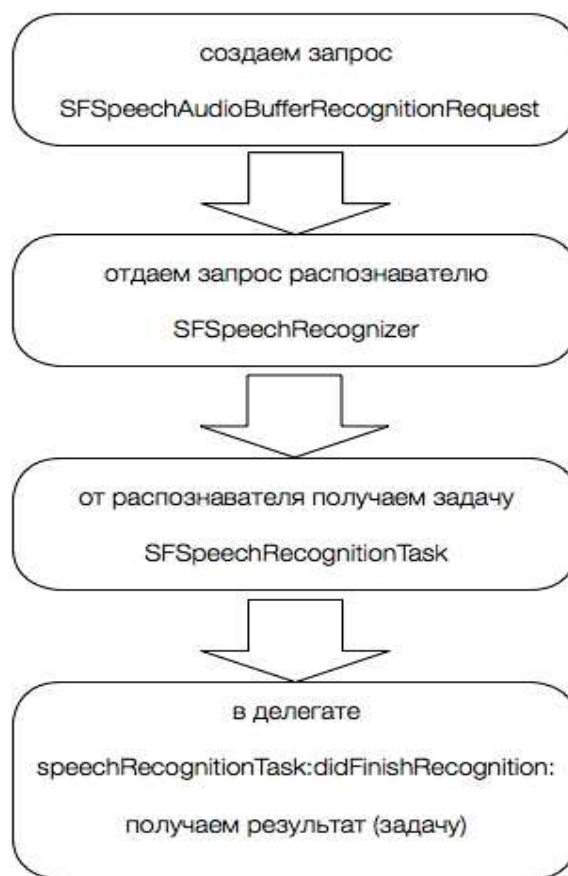 создаем запрос
SFSpeechAudioBufferRecognitionRequest
отдаем запрос распознавателю
SFSpeechRecognizer
от распознавателя получаем задачу
SFSpeechRecognitionTask
в делегате
speechRecognitionTask:didFinishRecognition:
получаем результат (задачу)